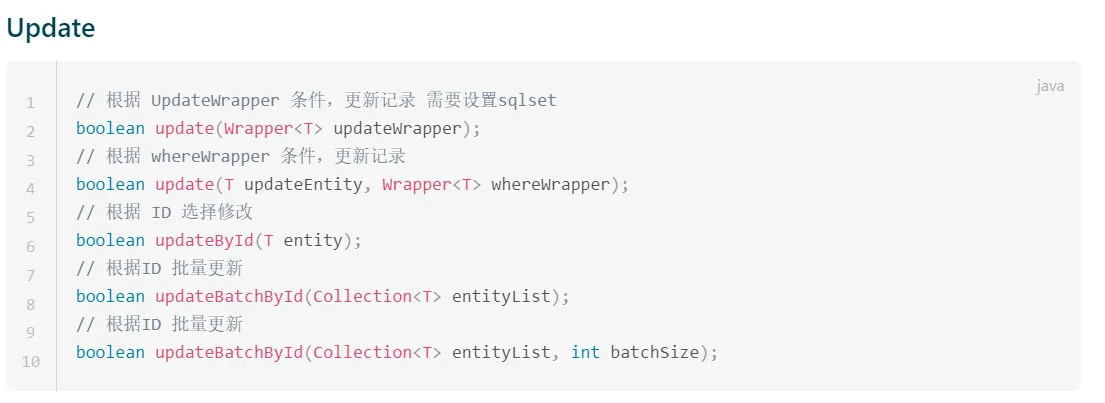 Update
java
1 // 根据 UpdateWrapper 条件，更新记录 需要设置sqlset
2 boolean update(Wrapper<T> updateWrapper);
3 // 根据 whereWrapper 条件，更新记录
4 boolean update(T updateEntity, Wrapper<T> whereWrapper);
5 // 根据 ID 选择修改
6 boolean updateById(T entity);
7 // 根据ID 批量更新
8 boolean updateBatchById(Collection<T> entityList);
9 // 根据ID 批量更新
10 boolean updateBatchById(Collection<T> entityList, int batchSize);